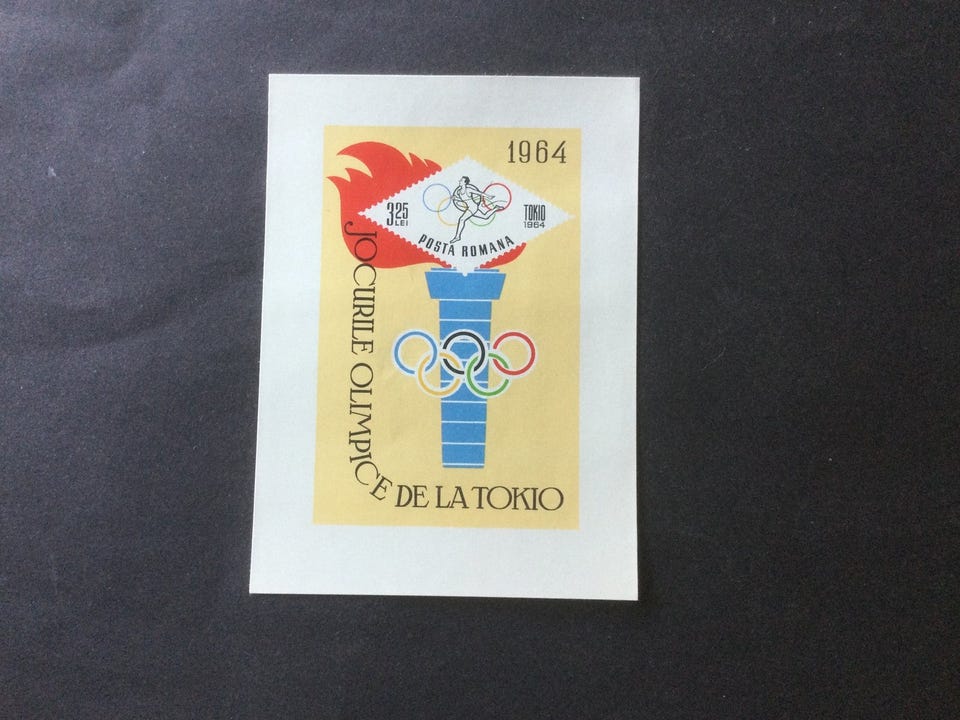 1964
3.25
LEI
TOKIO
1964
POSTA ROMANA
JOCURILE OLIMPICE DE LA TOKIO